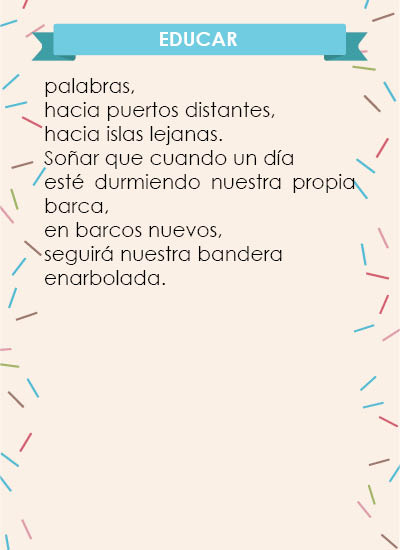 EDUCAR
palabras,
hacia puertos distantes,
hacia islas lejanas.
Soñar que cuando un día
esté durmiendo nuestra propia
barca,
en barcos nuevos,
seguirá nuestra bandera
enarbolada.